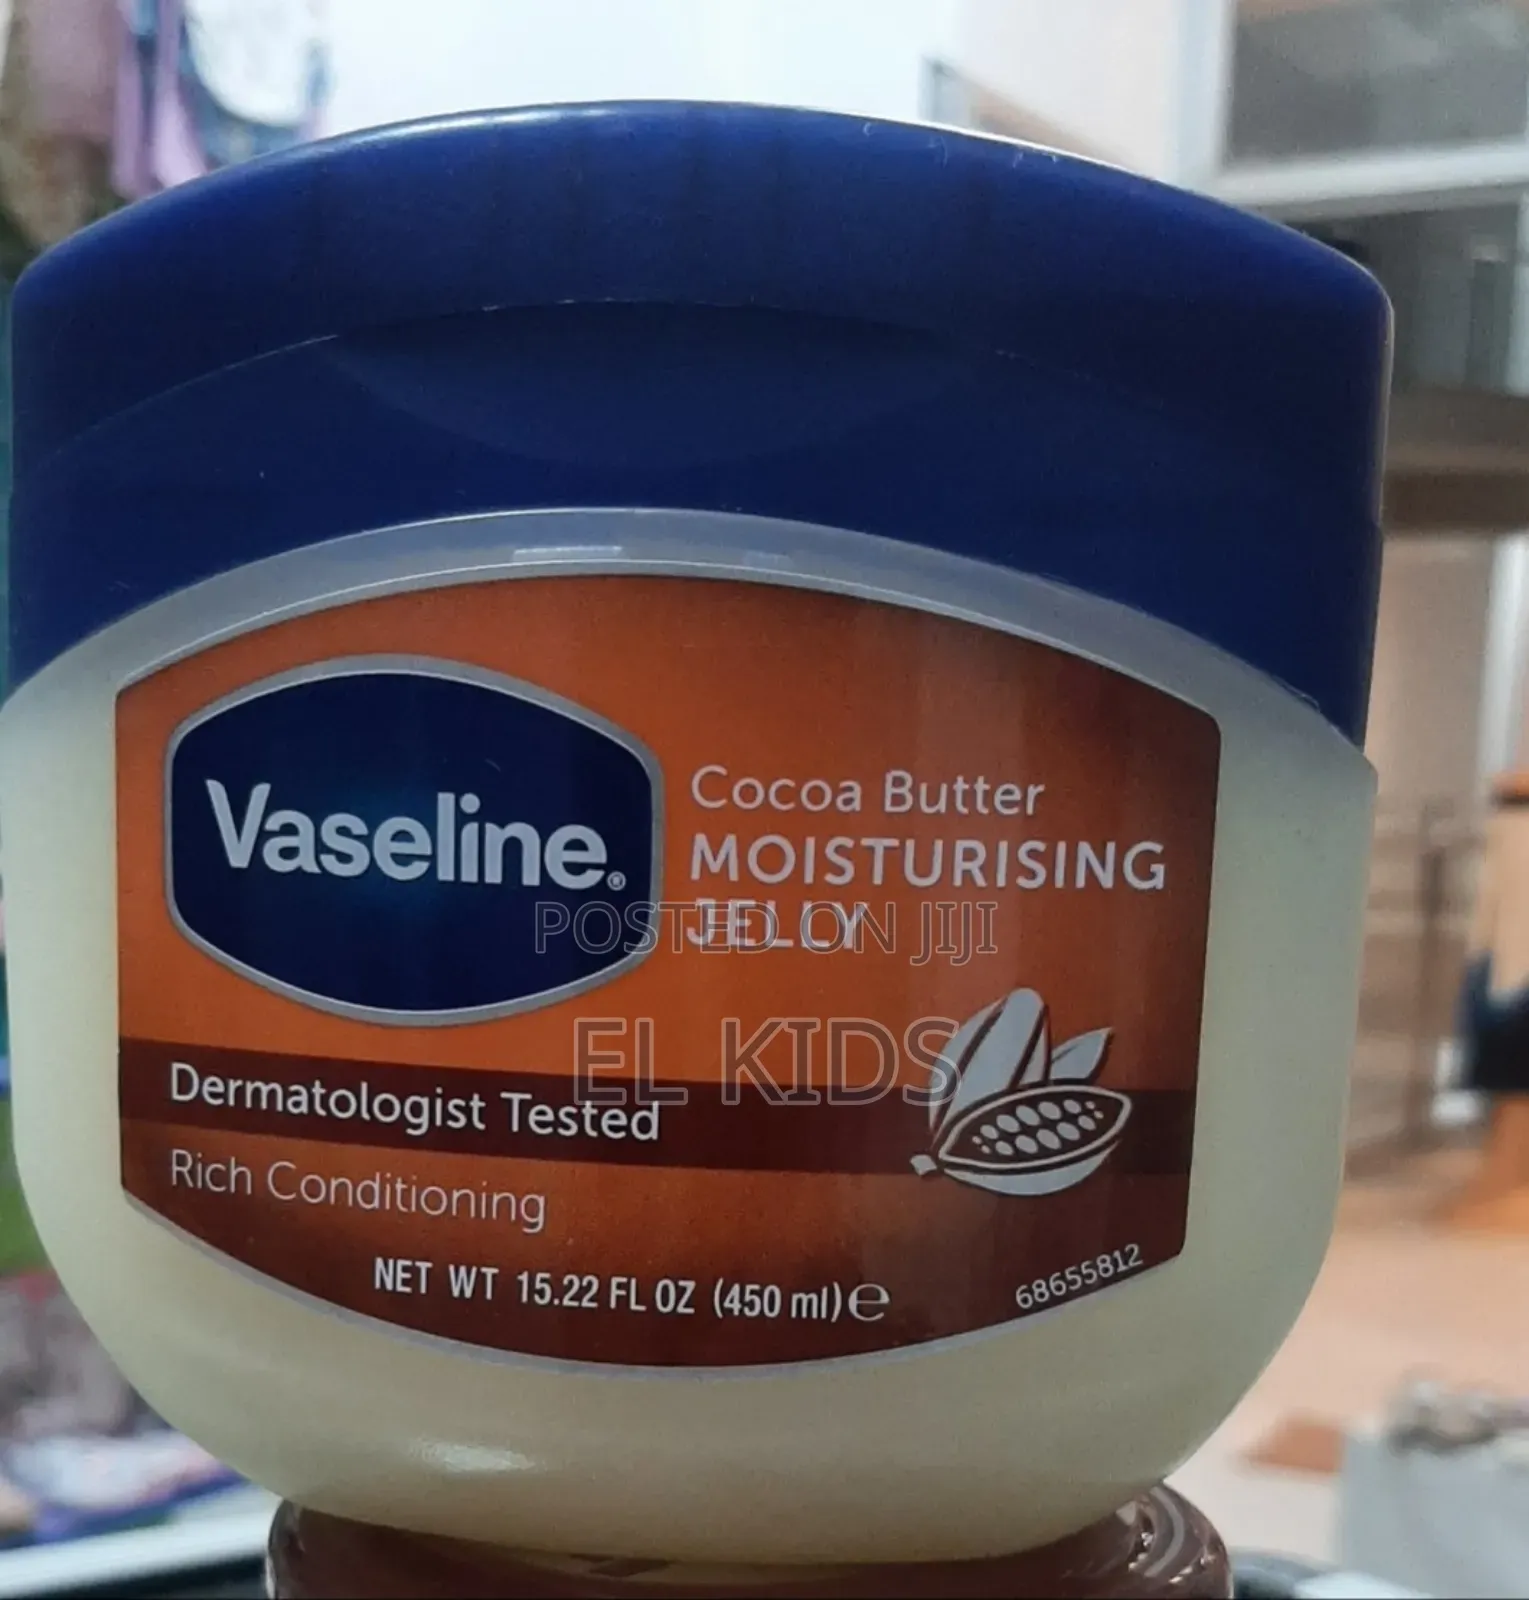 Vaseline®
Cocoa Butter
MOISTURISING
JELLY
POSTED ON JIJI
EL KIDS
Dermatologist Tested
Rich Conditioning
NET WT 15.22 FL OZ (450 ml) ℮
68655812